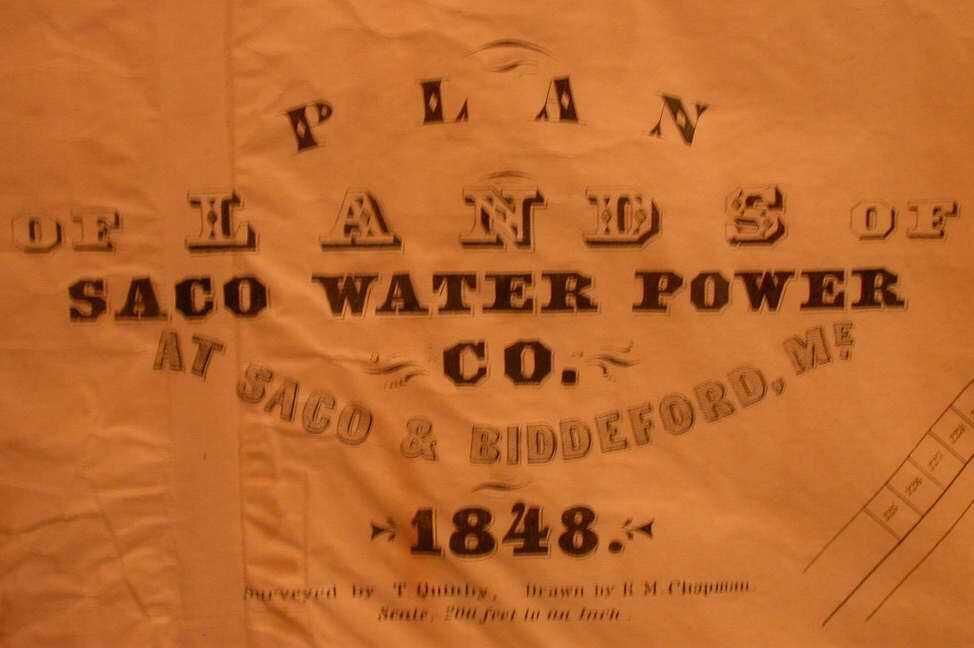 PLAN
OF LANDS OF
SACO WATER POWER
CO.
AT SACO & BIDDEFORD, ME
1848.
Surveyed by T Quinby, Drawn by R M. Chapman
Scale, 200 feet to an Inch.